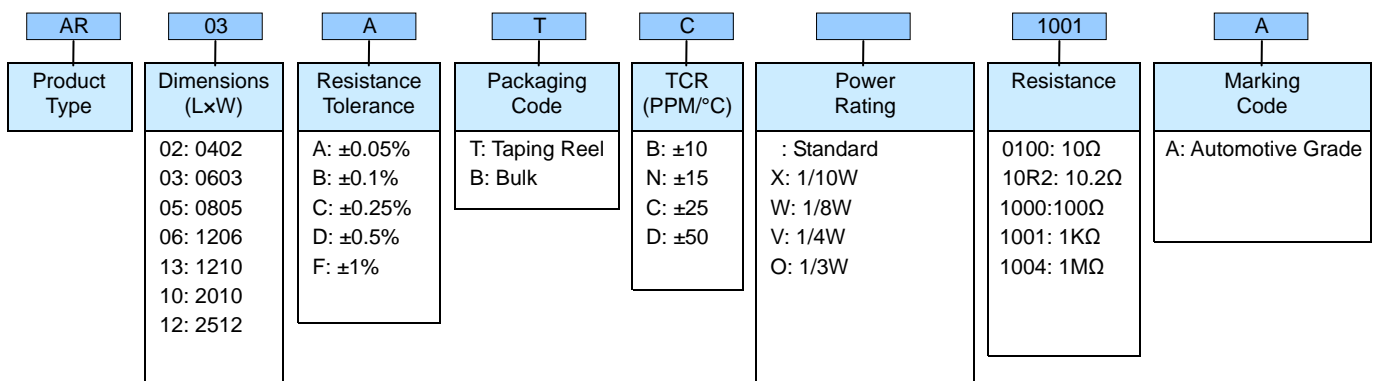 AR
03
A
T
C
1001
A
Product
Type
Dimensions
(L×W)
Resistance
Tolerance
Packaging
Code
TCR
(PPM/°C)
Power
Rating
Resistance
Marking
Code
02: 0402
03: 0603
05: 0805
06: 1206
13: 1210
10: 2010
12: 2512
A: ±0.05%
B: ±0.1%
C: ±0.25%
D: ±0.5%
F: ±1%
T: Taping Reel
B: Bulk
B: ±10
N: ±15
C: ±25
D: ±50
: Standard
X: 1/10W
W: 1/8W
V: 1/4W
O: 1/3W
0100: 10Ω
10R2: 10.2Ω
1000:100Ω
1001: 1KΩ
1004: 1MΩ
A: Automotive Grade